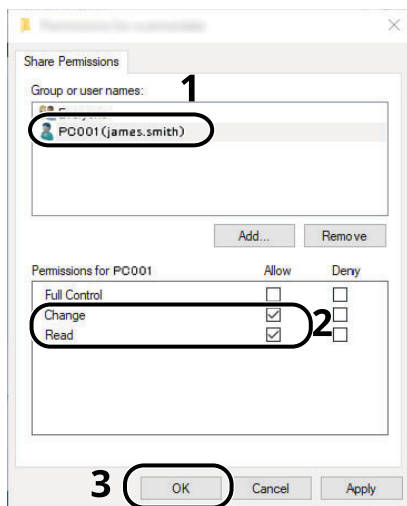 Share Permissions
1
Group or user names:
Everyone
PC001(james.smith)
Add... Remove
Permissions for PC001 Allow Deny
Full Control
Change
2
Read
3
OK Cancel Apply